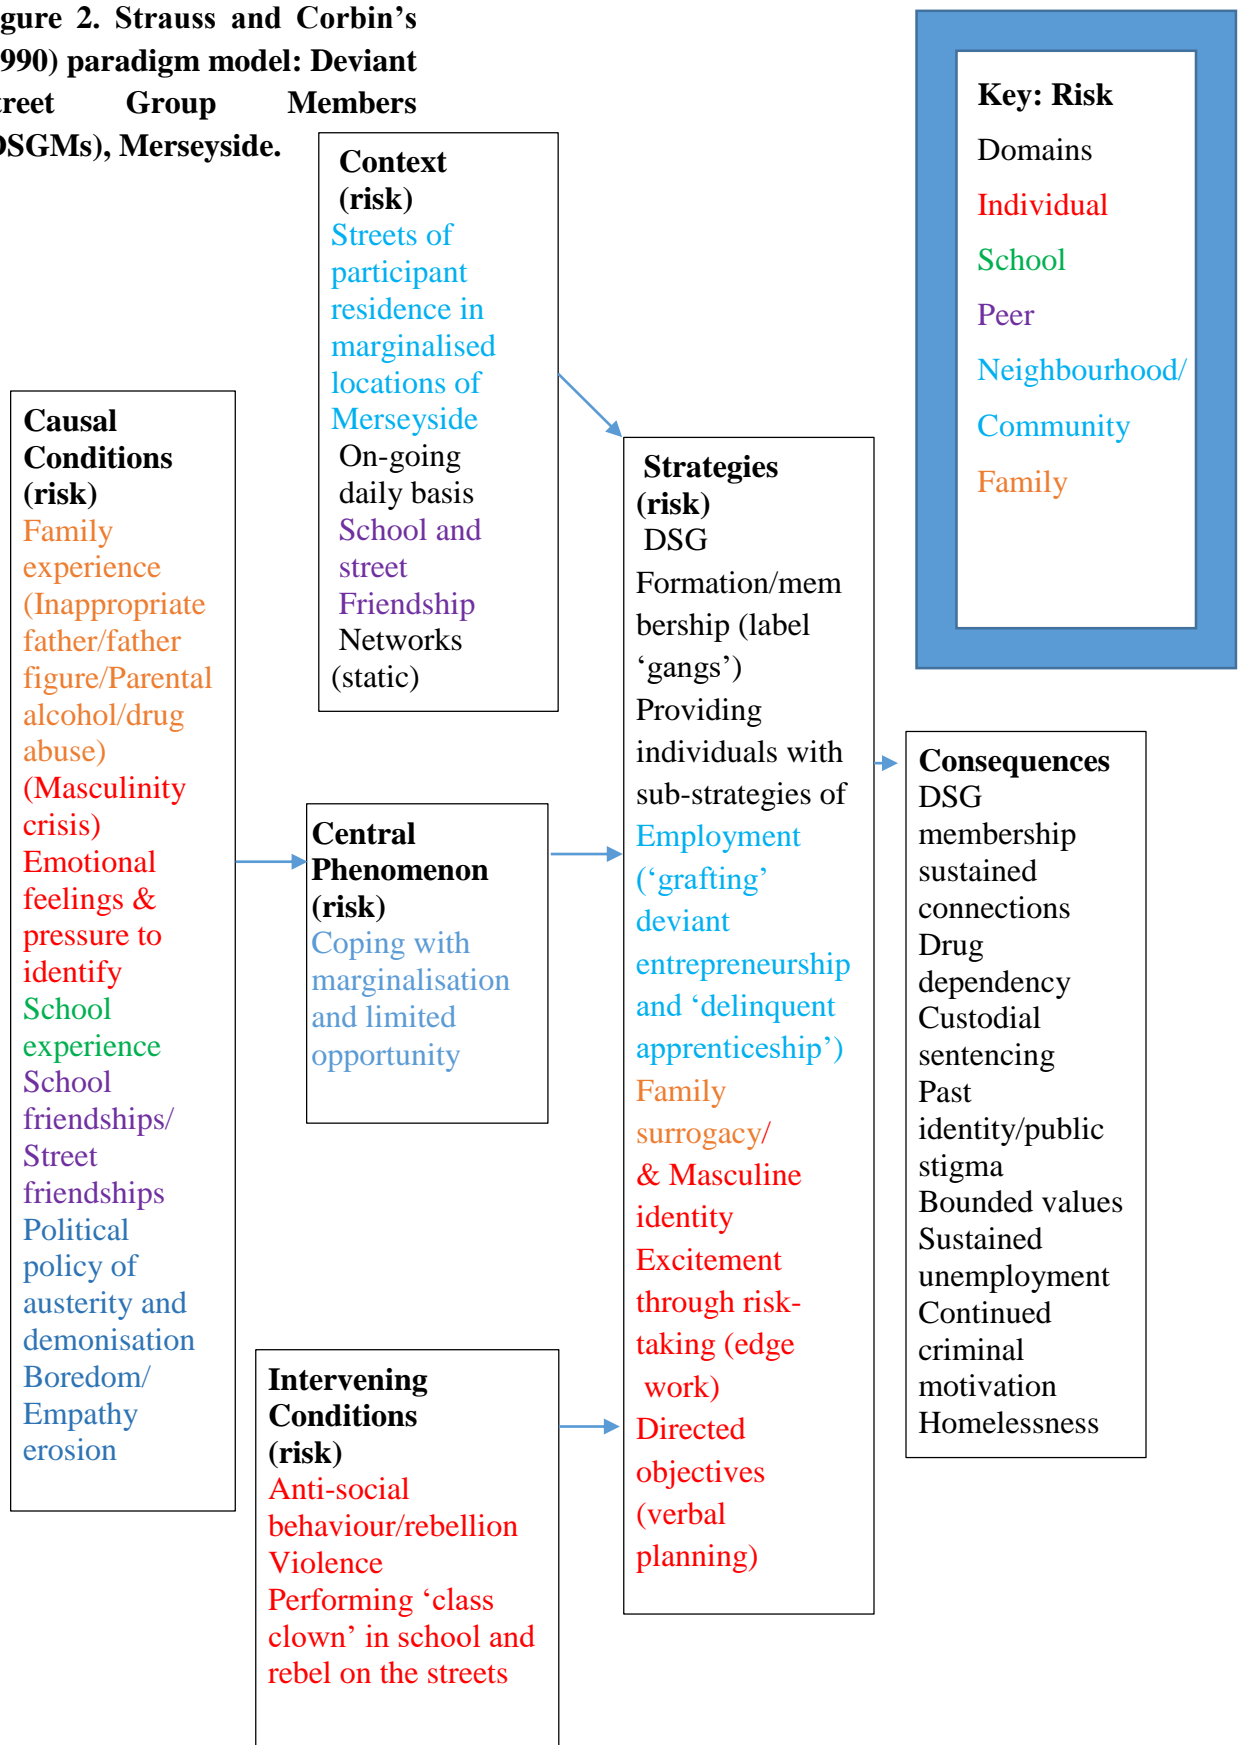 gure 2. Strauss and Corbin’s
990) paradigm model: Deviant
treet Group Members
OSGMs), Merseyside.
Key: Risk
Domains
Individual
School
Peer
Neighbourhood/
Community
Family
Context
(risk)
Streets of
participant
residence in
marginalised
locations of
Merseyside
On-going
daily basis
School and
street
Friendship
Networks
(static)
Causal
Conditions
(risk)
Family
experience
(Inappropriate
father/father
figure/Parental
alcohol/drug
abuse)
(Masculinity
crisis)
Emotional
feelings &
pressure to
identify
School
experience
School
friendships/
Street
friendships
Political
policy of
austerity and
demonisation
Boredom/
Empathy
erosion
Central
Phenomenon
(risk)
Coping with
marginalisation
and limited
opportunity
Intervening
Conditions
(risk)
Anti-social
behaviour/rebellion
Violence
Performing ‘class
clown’ in school and
rebel on the streets
Strategies
(risk)
DSG
Formation/mem
bership (label
‘gangs’)
Providing
individuals with
sub-strategies of
Employment
(‘grafting’
deviant
entrepreneurship
and ‘delinquent
apprenticeship’)
Family
surrogacy/
& Masculine
identity
Excitement
through risk-
taking (edge
work)
Directed
objectives
(verbal
planning)
Consequences
DSG
membership
sustained
connections
Drug
dependency
Custodial
sentencing
Past
identity/public
stigma
Bounded values
Sustained
unemployment
Continued
criminal
motivation
Homelessness